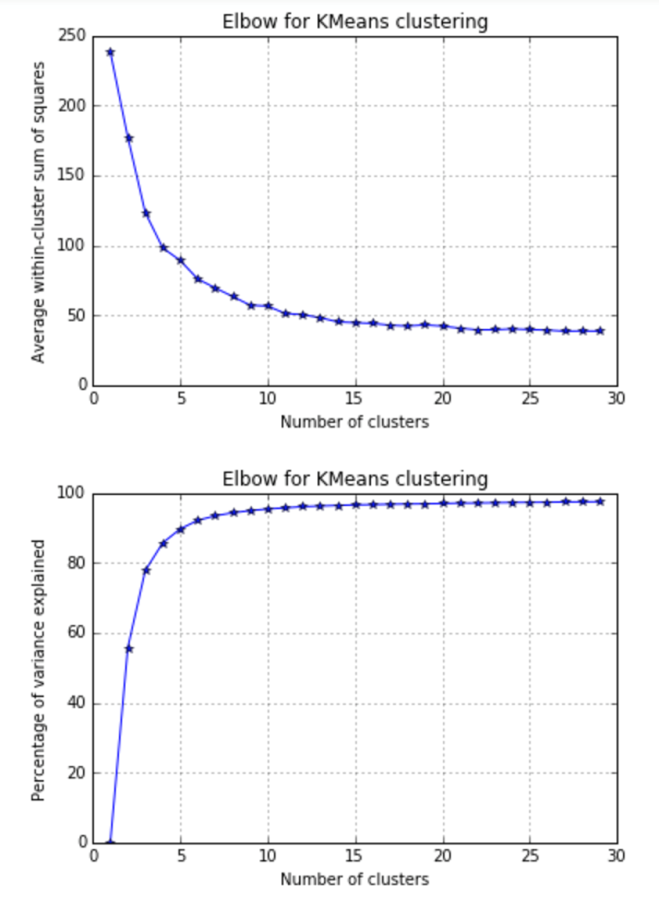 Elbow for KMeans clustering
250
200
150
100
50
0
Average within-cluster sum of squares
0 5 10 15 20 25 30
Number of clusters
Elbow for KMeans clustering
100
80
60
40
20
0
Percentage of variance explained
0 5 10 15 20 25 30
Number of clusters